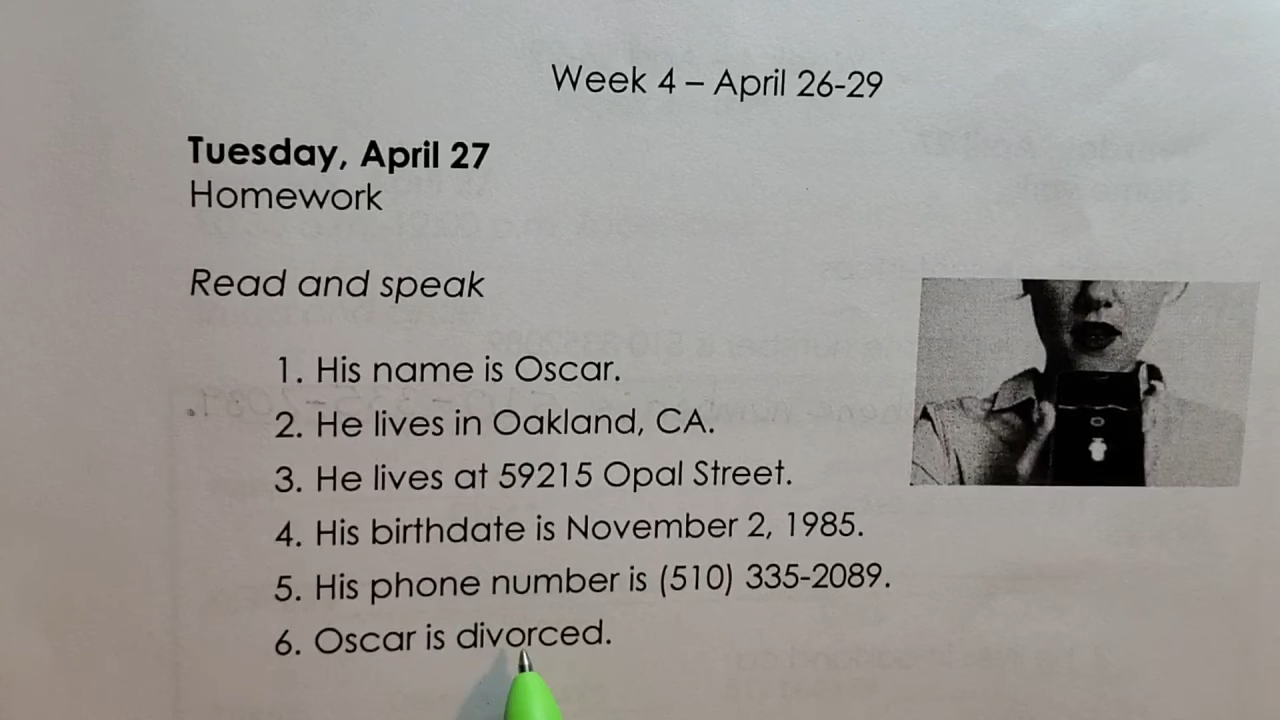 Week 4 – April 26-29
Tuesday, April 27
Homework
Read and speak
1. His name is Oscar.
2. He lives in Oakland, CA.
3. He lives at 59215 Opal Street.
4. His birthdate is November 2, 1985.
5. His phone number is (510) 335-2089.
6. Oscar is divorced.